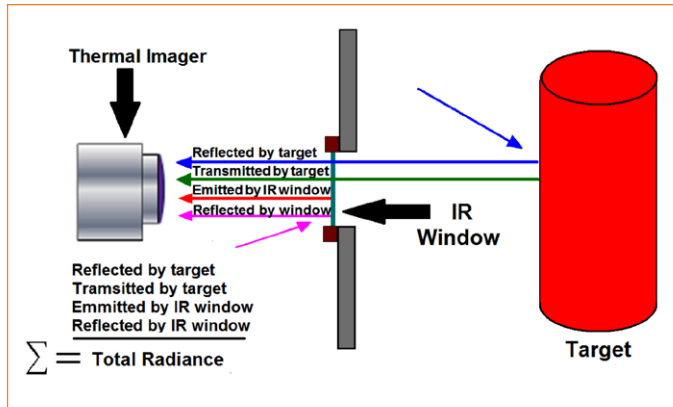 Thermal Imager
Reflected by target
Transmitted by target
Emitted by IR window
Reflected by window
IR
Window
Target
Reflected by target
Transitted by target
Emmitted by IR window
Reflected by IR window
∑ = Total Radiance